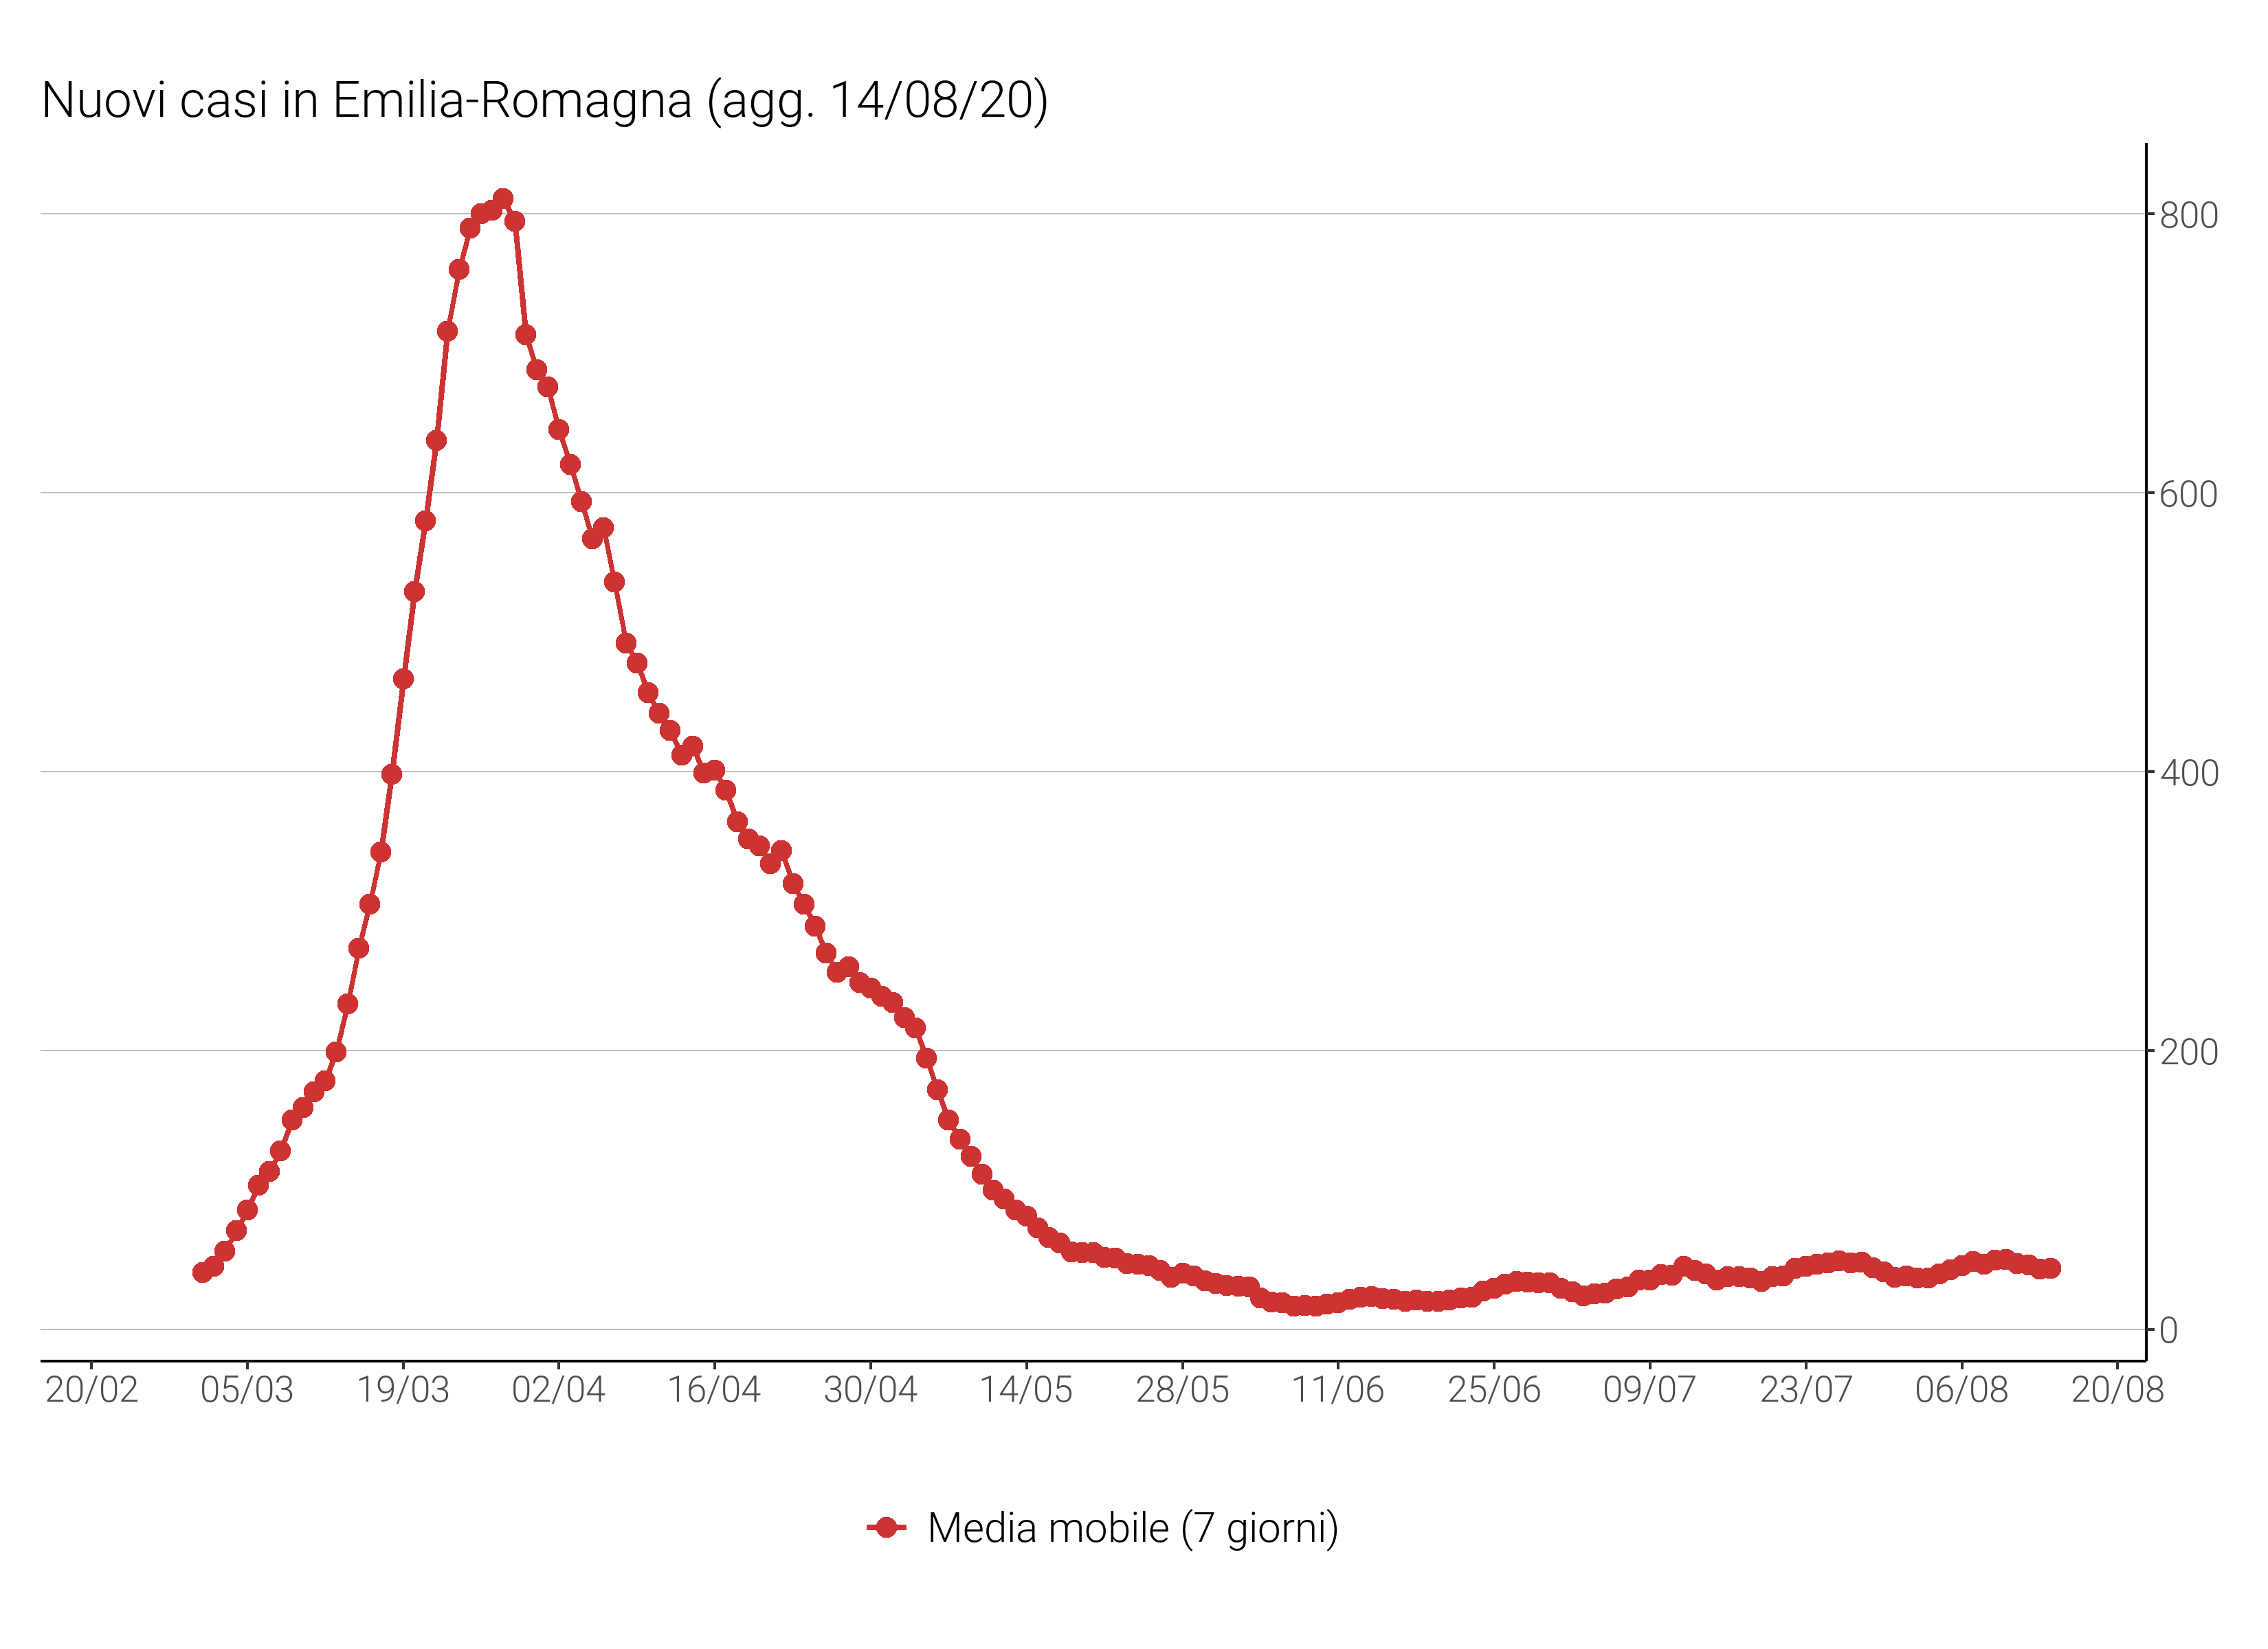 Nuovi casi in Emilia-Romagna (agg. 14/08/20)
800
600
400
200
0
20/02 05/03 19/03 02/04 16/04 30/04 14/05 28/05 11/06 25/06 09/07 23/07 06/08 20/08
Media mobile (7 giorni)